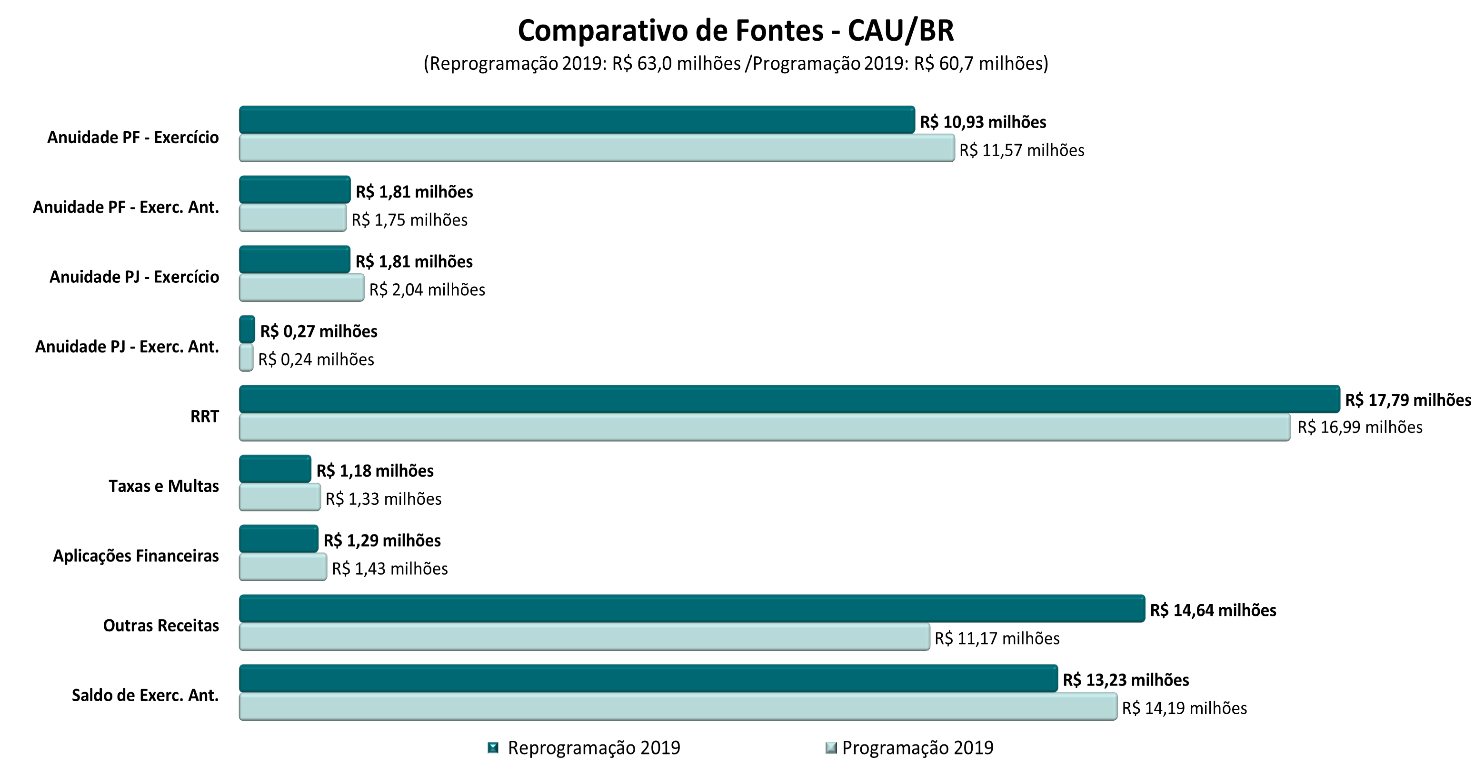 Comparativo de Fontes - CAU/BR
(Reprogramação 2019: R$ 63,0 milhões /Programação 2019: R$ 60,7 milhões)
Anuidade PF - Exercício
R$ 10,93 milhões
R$ 11,57 milhões
Anuidade PF - Exerc. Ant.
R$ 1,81 milhões
R$ 1,75 milhões
Anuidade PJ - Exercício
R$ 1,81 milhões
R$ 2,04 milhões
Anuidade PJ - Exerc. Ant.
R$ 0,27 milhões
R$ 0,24 milhões
RRT
R$ 17,79 milhões
R$ 16,99 milhões
Taxas e Multas
R$ 1,18 milhões
R$ 1,33 milhões
Aplicações Financeiras
R$ 1,29 milhões
R$ 1,43 milhões
Outras Receitas
R$ 14,64 milhões
R$ 11,17 milhões
Saldo de Exerc. Ant.
R$ 13,23 milhões
R$ 14,19 milhões
Reprogramação 2019
Programação 2019